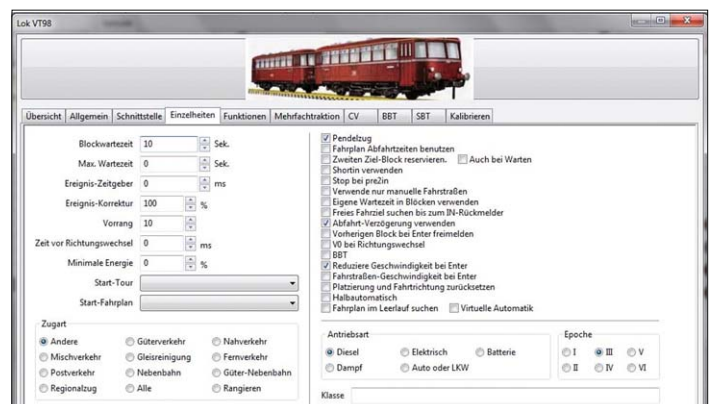 Lok VT98
Übersicht Allgemein Schnittstelle Einzelheiten Funktionen Mehrfachtraktion CV BBT SBT Kalibrieren
Blockwartezeit 10 Sek.
Max. Wartezeit 0 Sek.
Ereignis-Zeitgeber 0 ms
Ereignis-Korrektur 100 %
Vorrang 10
Zeit vor Richtungswechsel 0 ms
Minimale Energie 0 %
Start-Tour
Start-Fahrplan
Zugart
Andere Güterverkehr Nahverkehr
Mischverkehr Gleisreinigung Fernverkehr
Postverkehr Nebenbahn Güter-Nebenbahn
Regionalzug Alle Rangieren
Pendelzug
Fahrplan Abfahrtzeiten benutzen
Zweiten Ziel-Block reservieren. Auch bei Warten
Shortin verwenden
Stop bei pre2in
Verwende nur manuelle Fahrstraßen
Eigene Wartezeit in Blöcken verwenden
Freies Fahrziel suchen bis zum IN-Rückmelder
Abfahrt-Verzögerung verwenden
Vorherigen Block bei Enter freimelden
V0 bei Richtungswechsel
BBT
Reduziere Geschwindigkeit bei Enter
Fahrstraßen-Geschwindigkeit bei Enter
Platzierung und Fahrtrichtung zurücksetzen
Halbautomatisch
Fahrplan im Leerlauf suchen Virtuelle Automatik
Antriebsart
Diesel Elektrisch Batterie
Dampf Auto oder LKW
Epoche
I III V
II IV VI
Klasse